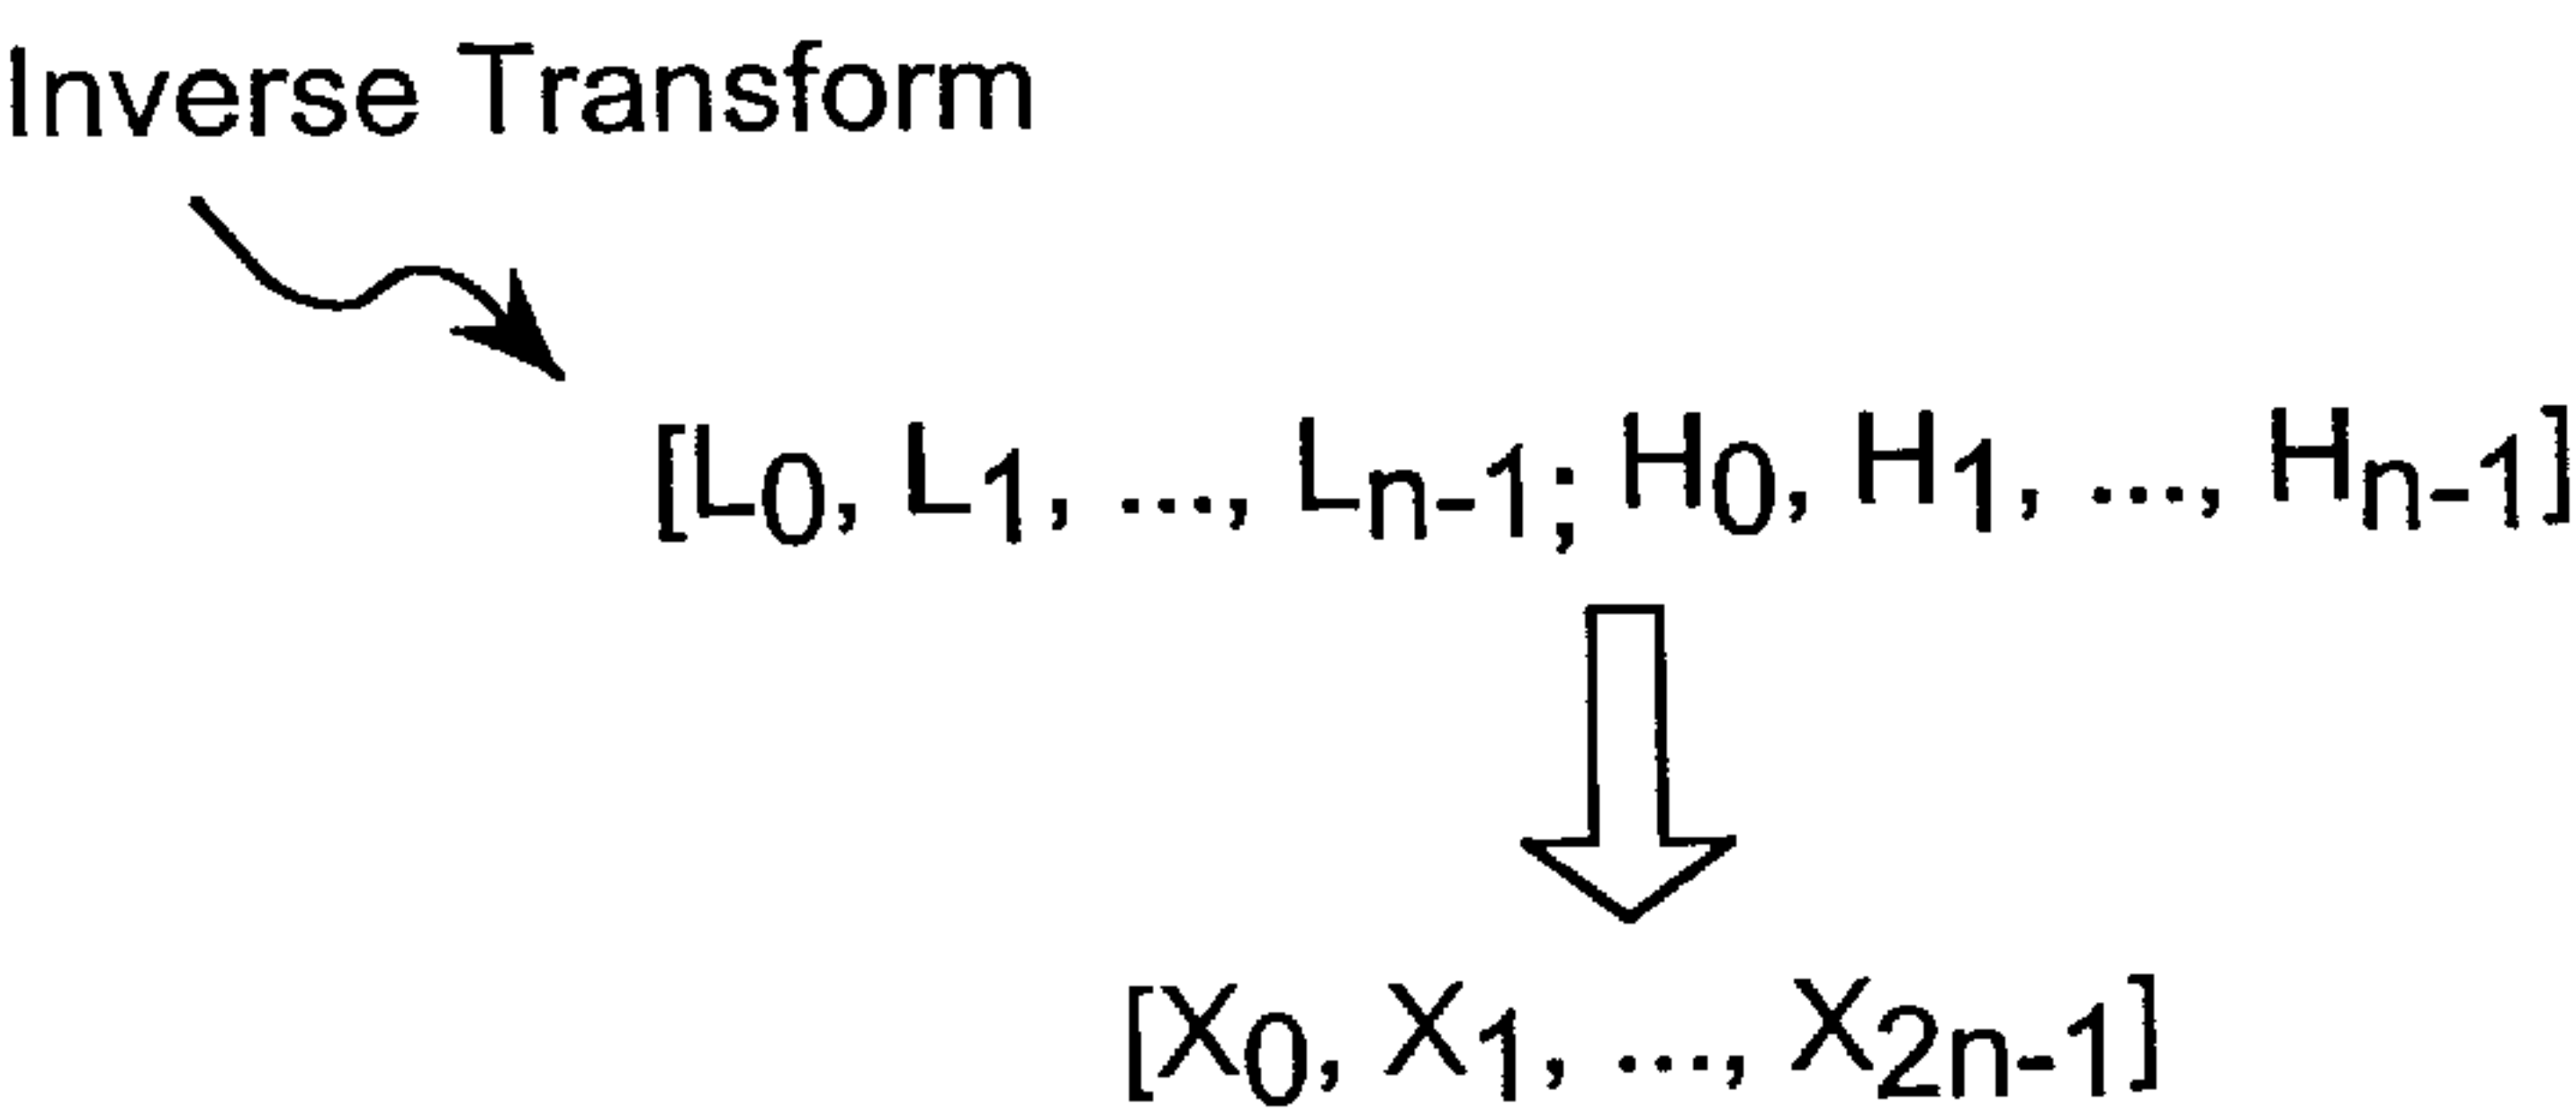 Inverse Transform
[L₀, L₁, ..., Lₙ₋₁; H₀, H₁, ..., Hₙ₋₁]
[X₀, X₁, ..., X₂ₙ₋₁]